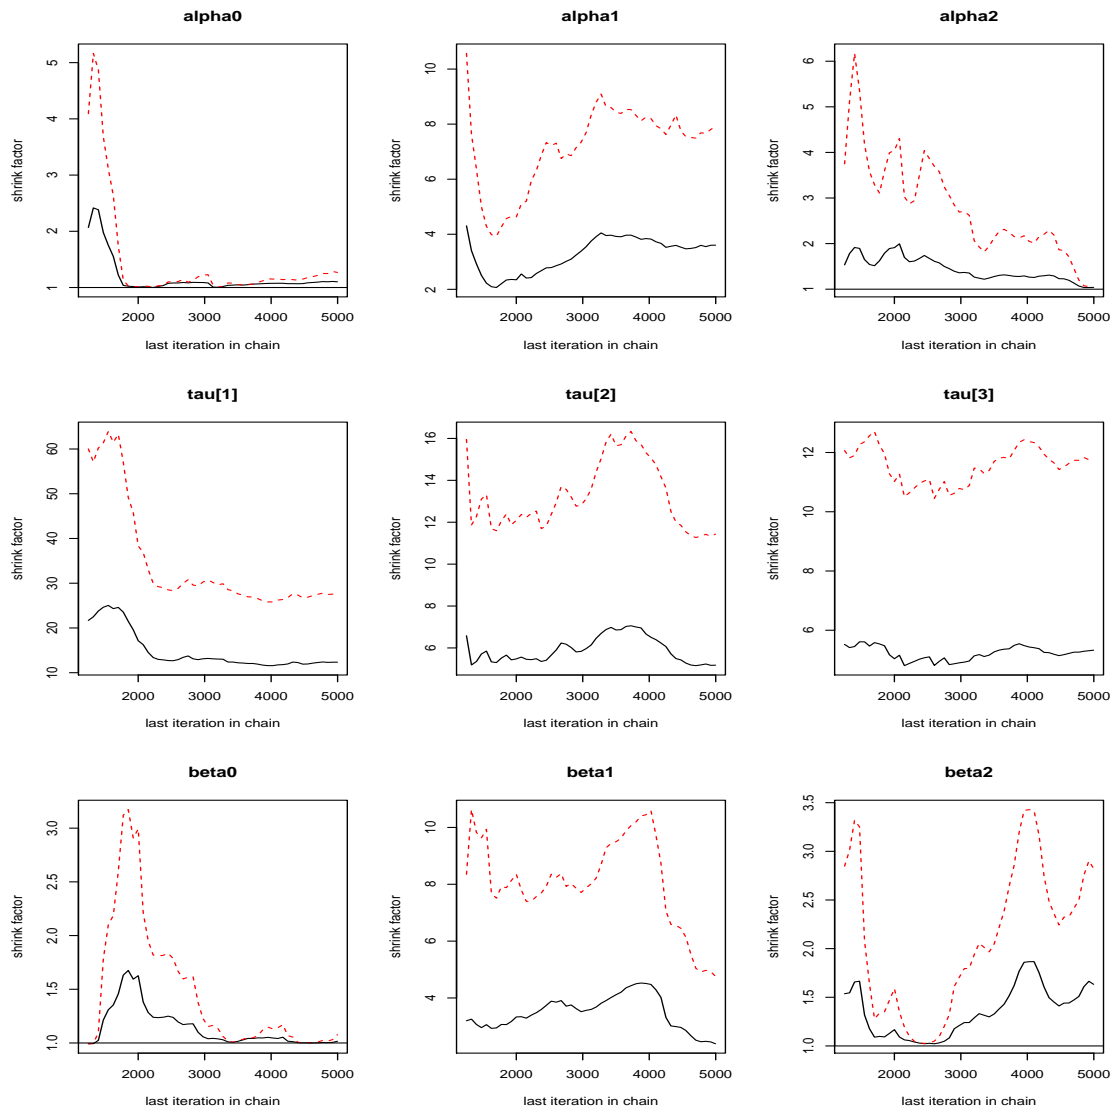 alpha0
alpha1
alpha2
shrink factor
1 2 3 4 5
2000 3000 4000 5000
last iteration in chain
shrink factor
2 4 6 8 10
2000 3000 4000 5000
last iteration in chain
shrink factor
1 2 3 4 5 6
2000 3000 4000 5000
last iteration in chain
tau[1]
tau[2]
tau[3]
shrink factor
10 20 30 40 50 60
2000 3000 4000 5000
last iteration in chain
shrink factor
6 8 10 12 14 16
2000 3000 4000 5000
last iteration in chain
shrink factor
6 8 10 12
2000 3000 4000 5000
last iteration in chain
beta0
beta1
beta2
shrink factor
1.0 1.5 2.0 2.5 3.0
2000 3000 4000 5000
last iteration in chain
shrink factor
4 6 8 10
2000 3000 4000 5000
last iteration in chain
shrink factor
1.0 1.5 2.0 2.5 3.0 3.5
2000 3000 4000 5000
last iteration in chain